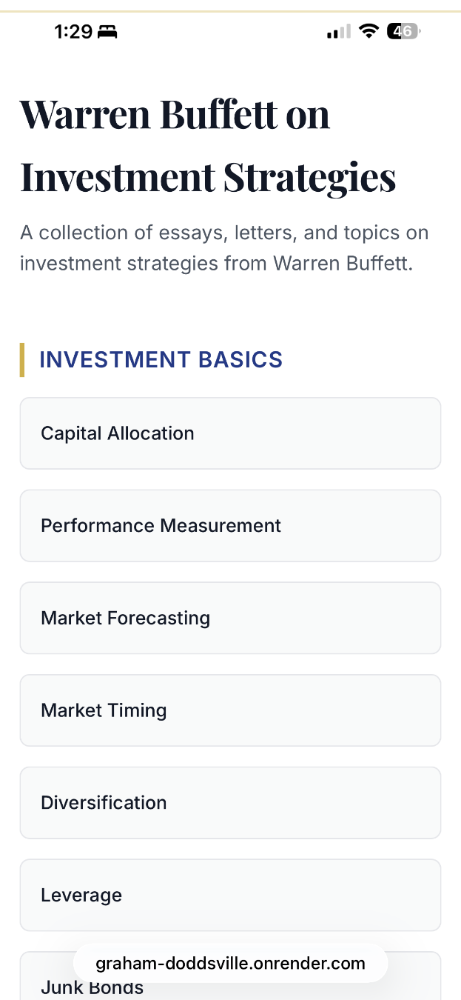 1:29
46
Warren Buffett on
Investment Strategies
A collection of essays, letters, and topics on
investment strategies from Warren Buffett.
INVESTMENT BASICS
Capital Allocation
Performance Measurement
Market Forecasting
Market Timing
Diversification
Leverage
graham-doddsville.onrender.com
Junk Bonds